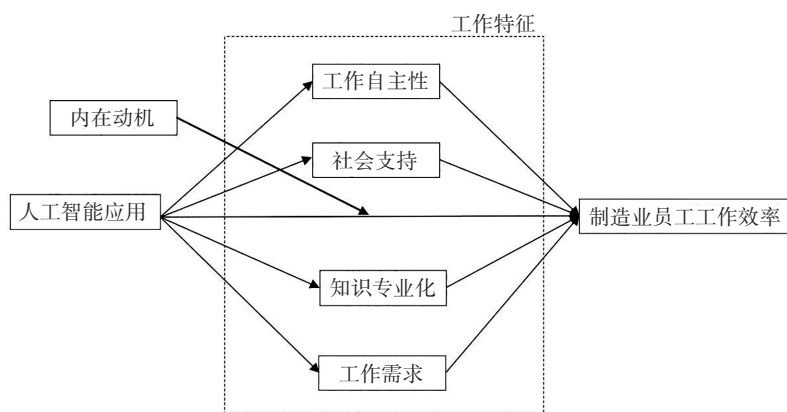 工作特征
工作自主性
内在动机
社会支持
人工智能应用
制造业员工工作效率
知识专业化
工作需求